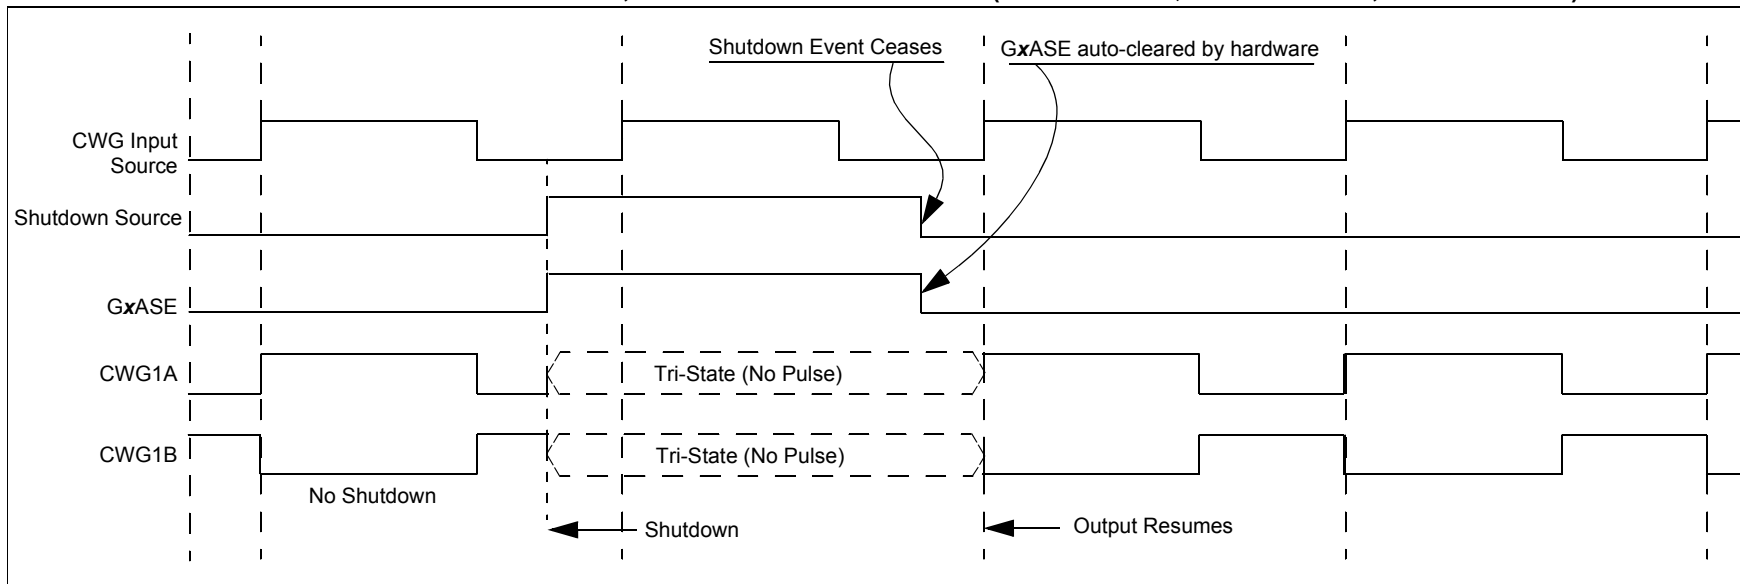 Shutdown Event Ceases
GxASE auto-cleared by hardware
CWG Input
Source
Shutdown Source
GxASE
CWG1A
Tri-State (No Pulse)
CWG1B
Tri-State (No Pulse)
No Shutdown
Shutdown
Output Resumes